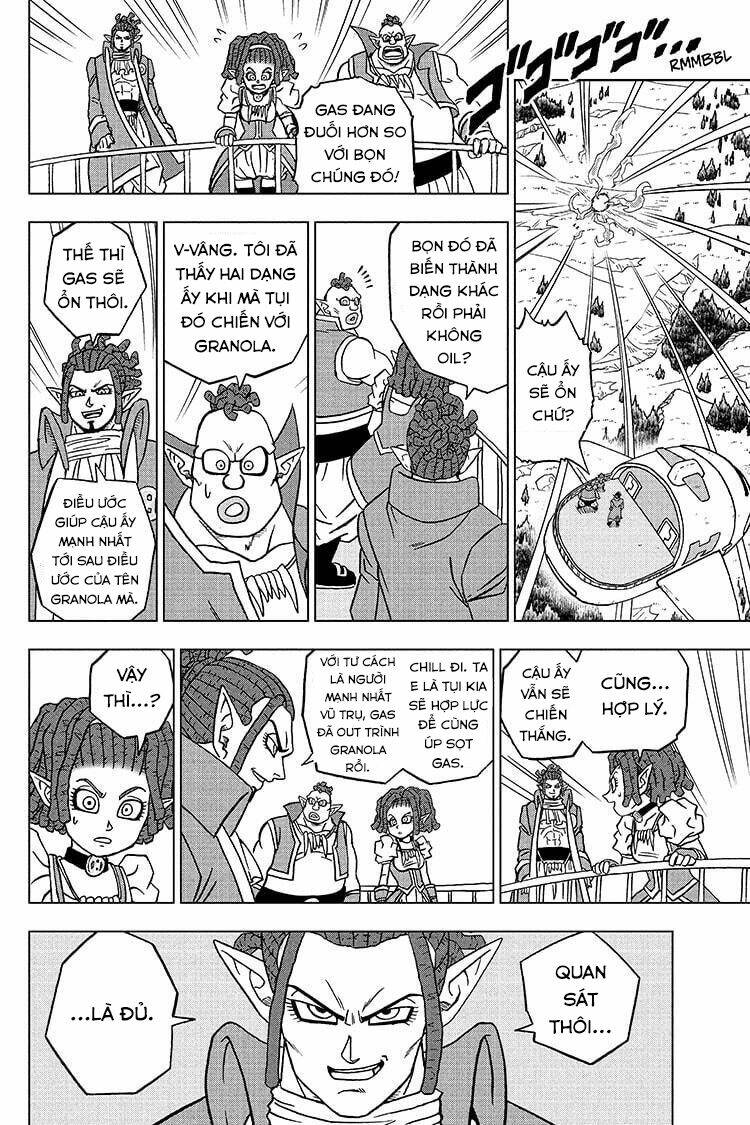 ゴゴゴゴ...
RMMBBL
CẬU ẤY
SẼ ỔN
CHỨ?
GAS ĐANG
ĐUỐI HƠN SO
VỚI BỌN
CHÚNG ĐÓ!
BỌN ĐÓ ĐÃ
BIẾN THÀNH
DẠNG KHÁC
RỒI PHẢI
KHÔNG
OIL?
V-VÂNG. TÔI ĐÃ
THẤY HAI DẠNG
ẤY KHI MÀ TỤI
ĐÓ CHIẾN VỚI
GRANOLA.
THẾ THÌ
GAS SẼ
ỔN THÔI.
ĐIỀU ƯỚC
GIÚP CẬU ẤY
MẠNH NHẤT
TỚI SAU ĐIỀU
ƯỚC CỦA TÊN
GRANOLA MÀ.
CŨNG...
HỢP LÝ.
CẬU ẤY
VẪN SẼ
CHIẾN
THẮNG.
CHILL ĐI. TA
E LÀ TỤI KIA
SẼ HỢP LỰC
ĐỂ CÙNG
ÚP SỌT
GAS.
VỚI TƯ CÁCH
LÀ NGƯỜI
MẠNH NHẤT
VŨ TRỤ, GAS
ĐÃ OUT TRÌNH
GRANOLA
RỒI.
VẬY
THÌ...?
QUAN
SÁT
THÔI...
...LÀ ĐỦ.